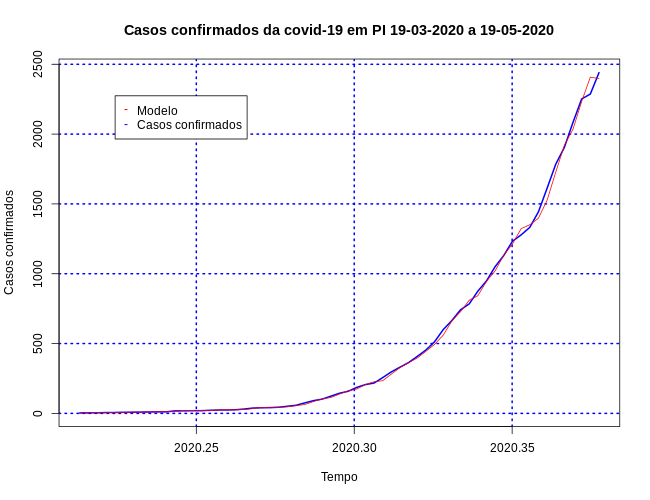 Casos confirmados da covid-19 em PI 19-03-2020 a 19-05-2020
Casos confirmados
2500
2000
1500
1000
500
0
Modelo
Casos confirmados
2020.25
2020.30
2020.35
Tempo